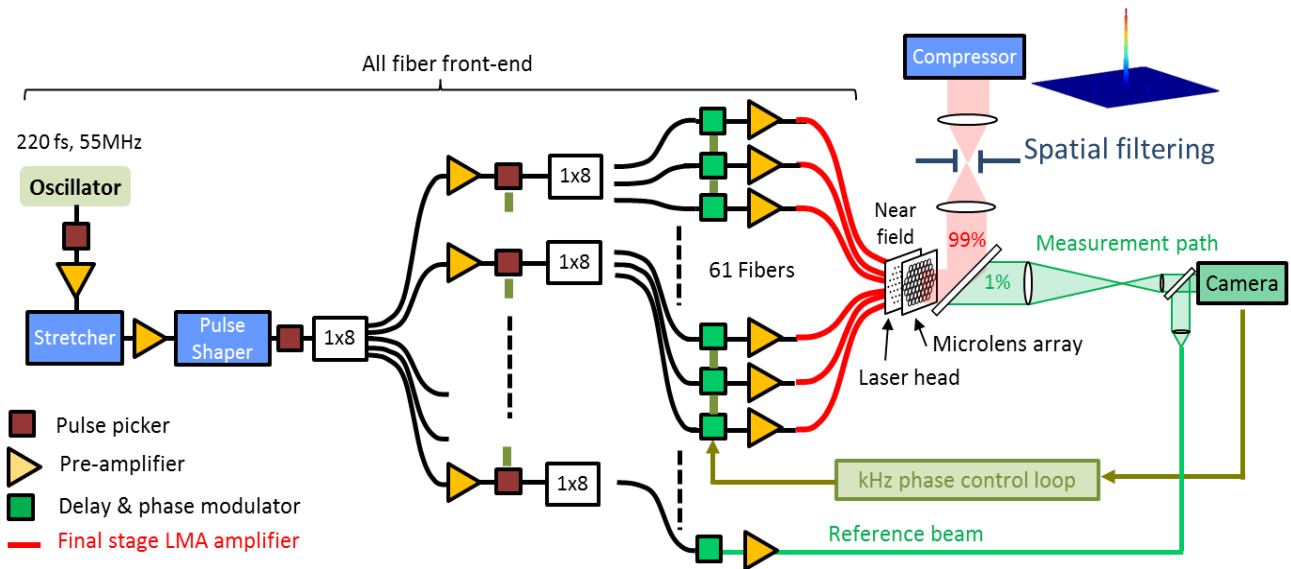 All fiber front-end
220 fs, 55MHz
Oscillator
Stretcher
Pulse
Shaper
1x8
1x8
1x8
1x8
61 Fibers
Near
field
Compressor
Spatial filtering
99%
1%
Measurement path
Camera
Microlens array
Laser head
kHz phase control loop
Reference beam
Pulse picker
Pre-amplifier
Delay & phase modulator
Final stage LMA amplifier